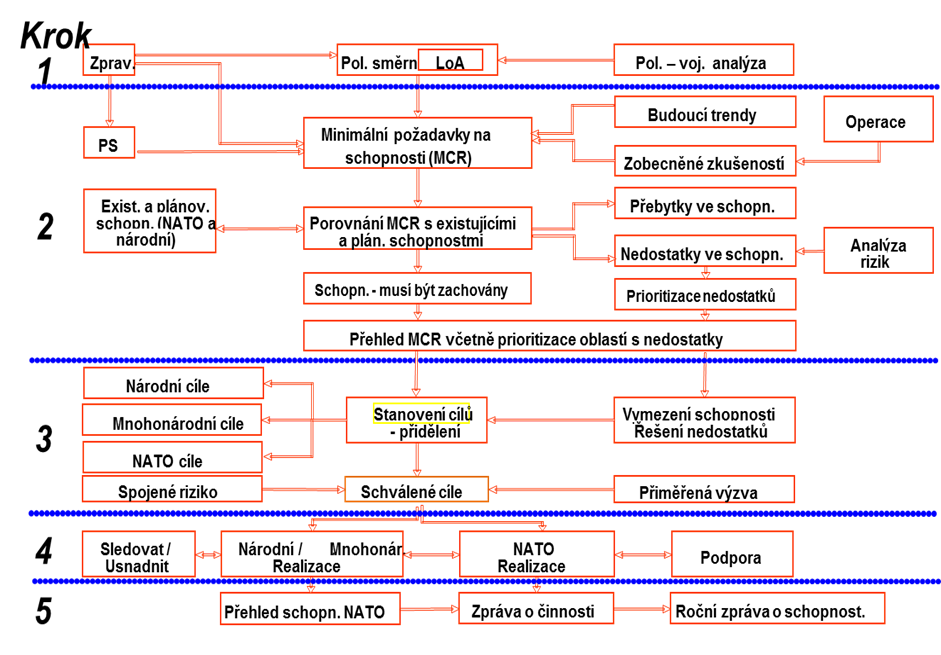 Krok
1
Zprav.
Pol. směrn
LoA
Pol. – voj. analýza
PS
Minimální požadavky na
schopnosti (MCR)
Budoucí trendy
Operace
Zobecněné zkušeností
2
Exist. a plánov.
schopn. (NATO a
národní)
Porovnání MCR s existujícími
a plán. schopnostmi
Přebytky ve schopn.
Nedostatky ve schopn.
Analýza
rizik
Schopn. - musí být zachovány
Prioritizace nedostatků
Přehled MCR včetně prioritizace oblastí s nedostatky
3
Národní cíle
Mnohonárodní cíle
NATO cíle
Stanovení cílů
- přidělení
Vymezení schopnosti
Řešení nedostatků
Spojené riziko
Schválené cíle
Přiměřená výzva
4
Sledovat /
Usnadnit
Národní / Mnohonár.
Realizace
NATO
Realizace
Podpora
5
Přehled schopn. NATO
Zpráva o činnosti
Roční zpráva o schopnost.